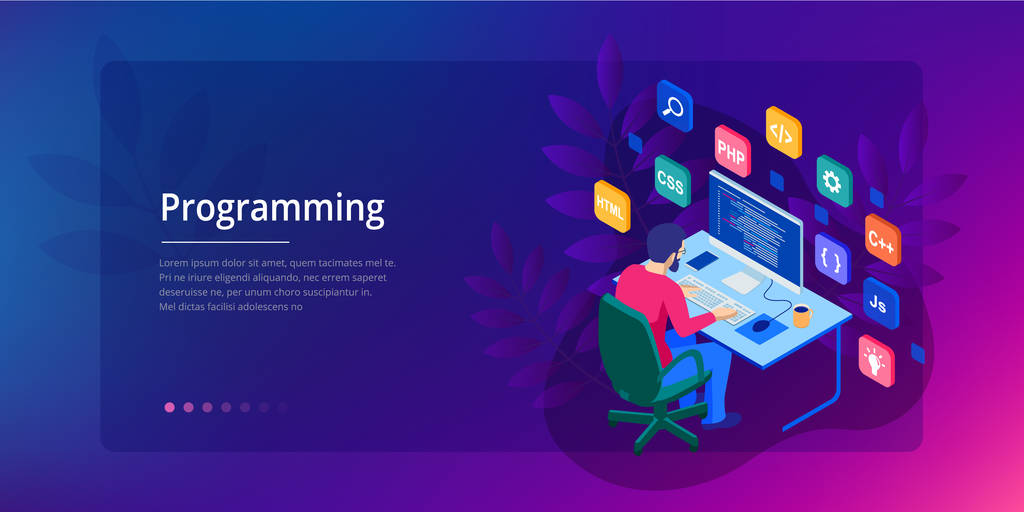 Programming
Lorem ipsum dolor sit amet, quem tacimates mel te.
Pri ne iriure eligendi aliquando, nec errem saperet
deseruisse ne, per unum choro suscipiantur in.
Mel dictas facilisi adolescens no
</>
PHP
CSS
HTML
C++
{ }
Js